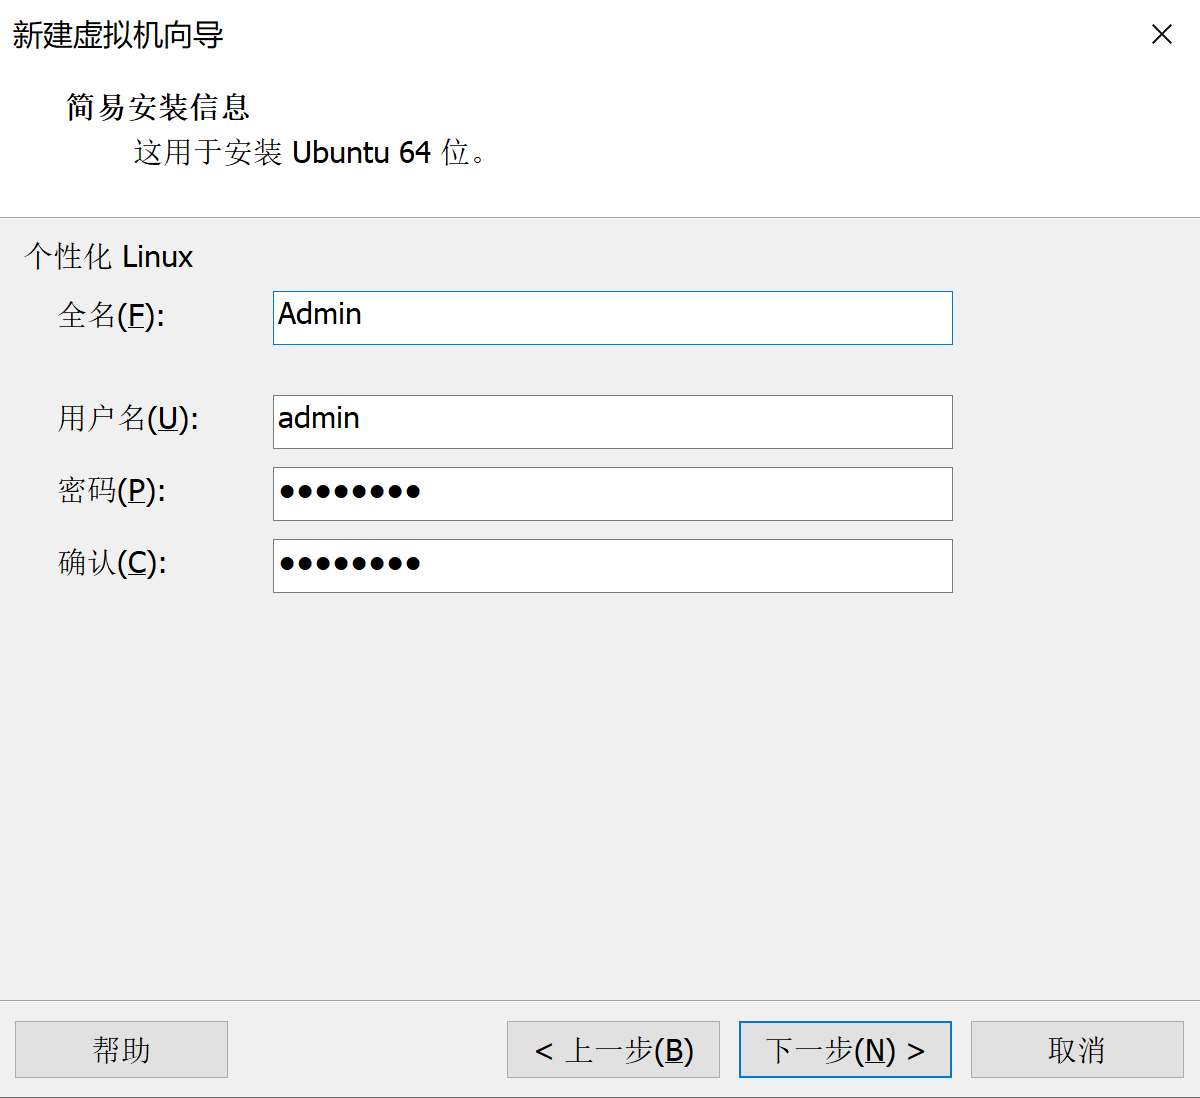 新建虚拟机向导
简易安装信息
这用于安装 Ubuntu 64 位。
个性化 Linux
全名(F): Admin
用户名(U): admin
密码(P): ●●●●●●●●
确认(C): ●●●●●●●●
帮助 < 上一步(B) 下一步(N) > 取消